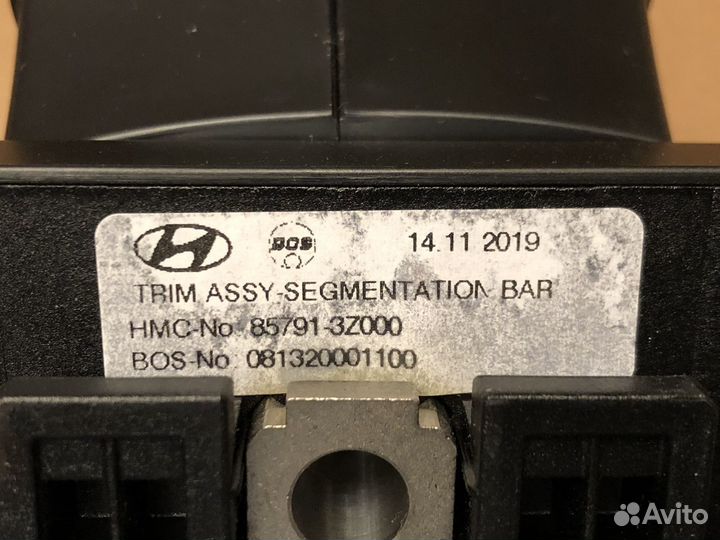 BOS 14.11 2019
TRIM ASSY-SEGMENTATION BAR
HMC-No 85791-3Z000
BOS-No 081320001100
Avito